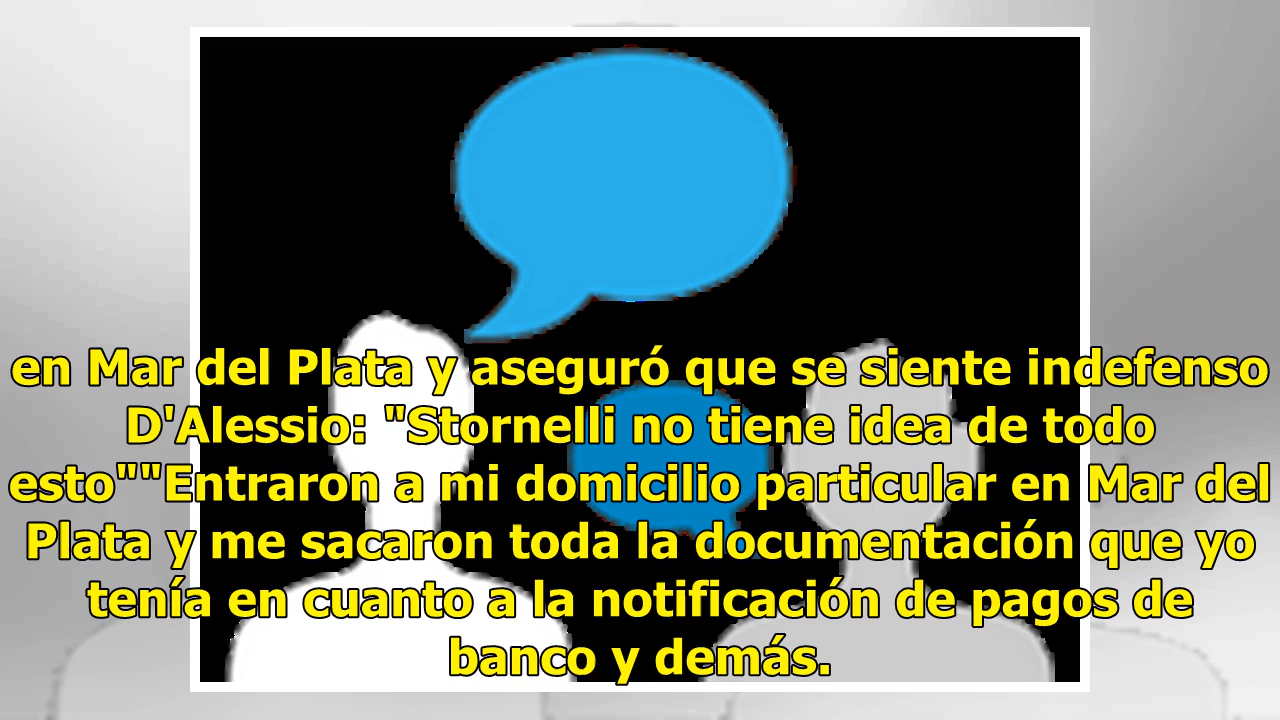 en Mar del Plata y aseguró que se siente indefenso
D'Alessio: "Stornelli no tiene idea de todo
esto""Entraron a mi domicilio particular en Mar del
Plata y me sacaron toda la documentación que yo
tenía en cuanto a la notificación de pagos de
banco y demás.